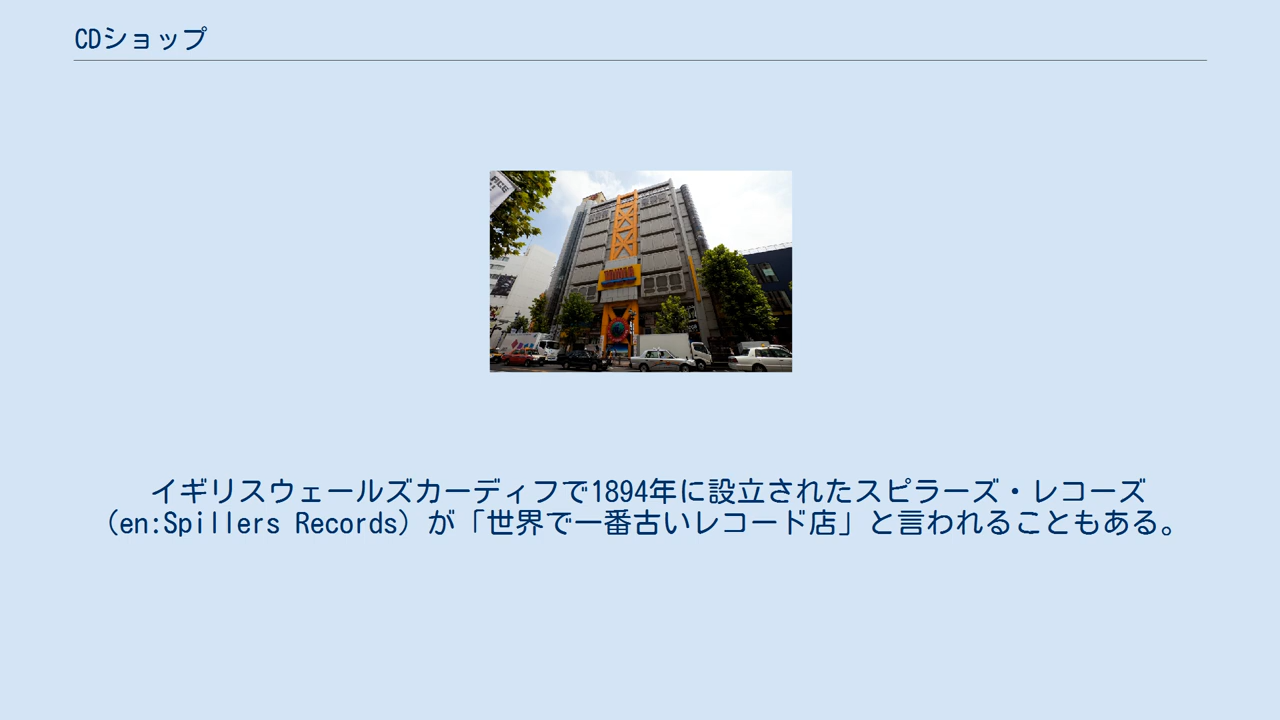 CDショップ
イギリスウェールズカーディフで1894年に設立されたスピラーズ・レコーズ
（en:Spillers Records）が「世界で一番古いレコード店」と言われることもある。